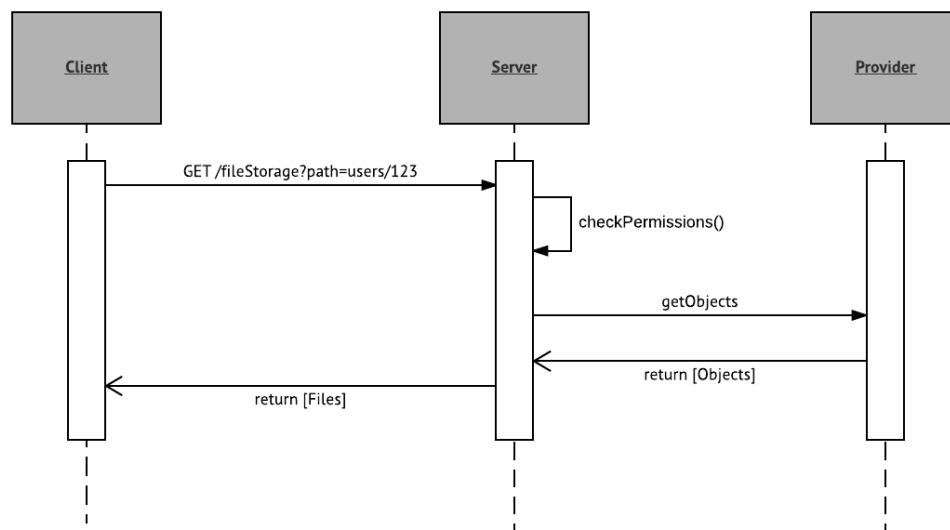 Client
Server
Provider
GET /fileStorage?path=users/123
checkPermissions()
getObjects
return [Objects]
return [Files]